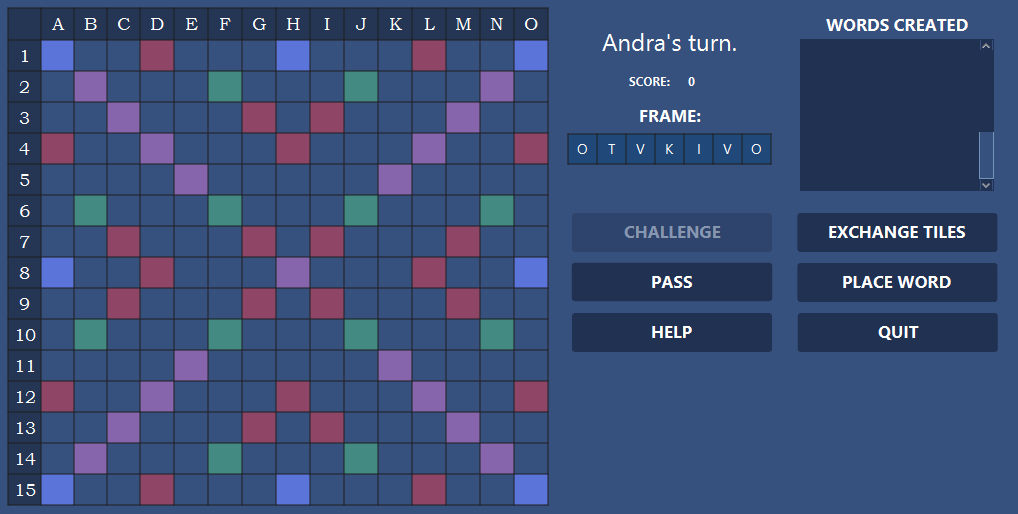 A B C D E F G H I J K L M N O
1
2
3
4
5
6
7
8
9
10
11
12
13
14
15
Andra's turn.
SCORE: 0
FRAME:
O T V K I V O
WORDS CREATED
CHALLENGE
EXCHANGE TILES
PASS
PLACE WORD
HELP
QUIT